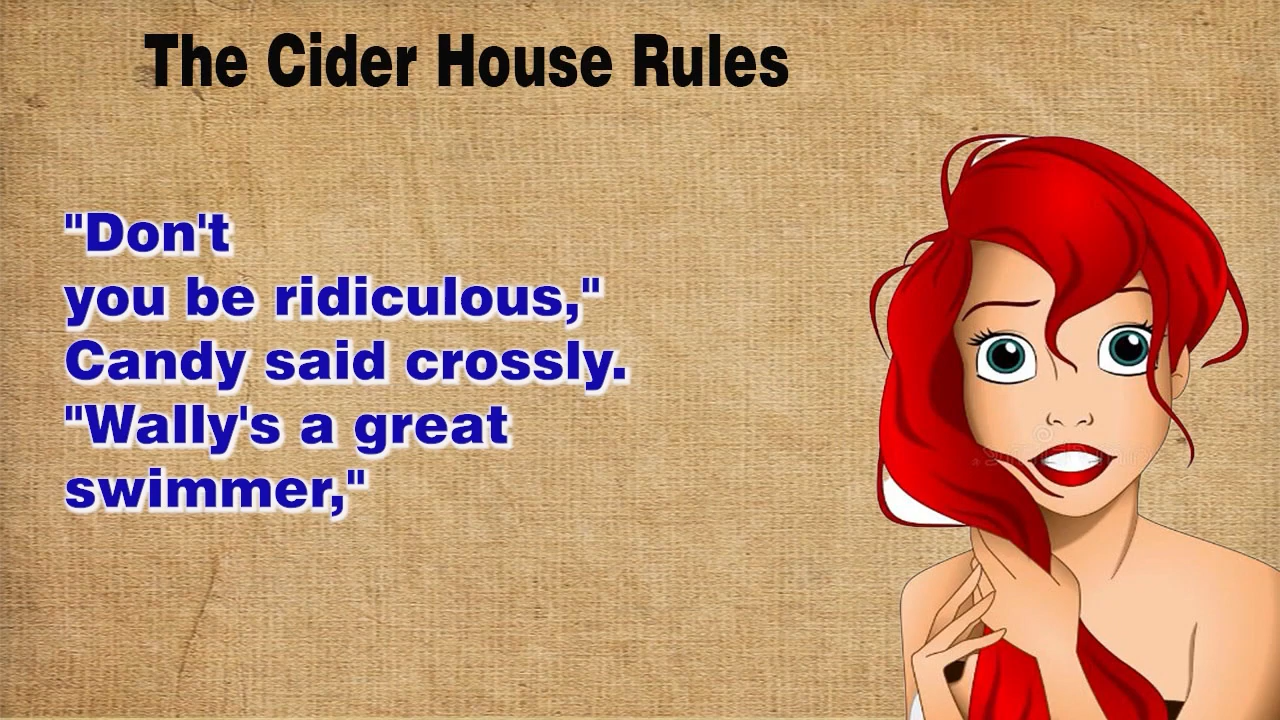 The Cider House Rules
"Don't
you be ridiculous,"
Candy said crossly.
"Wally's a great
swimmer,"